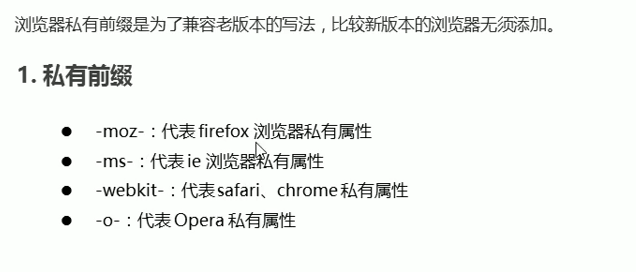 浏览器私有前缀是为了兼容老版本的写法，比较新版本的浏览器无须添加。
1. 私有前缀
● -moz-：代表 firefox 浏览器私有属性
● -ms-：代表 ie 浏览器私有属性
● -webkit-：代表 safari、chrome 私有属性
● -o-：代表 Opera 私有属性